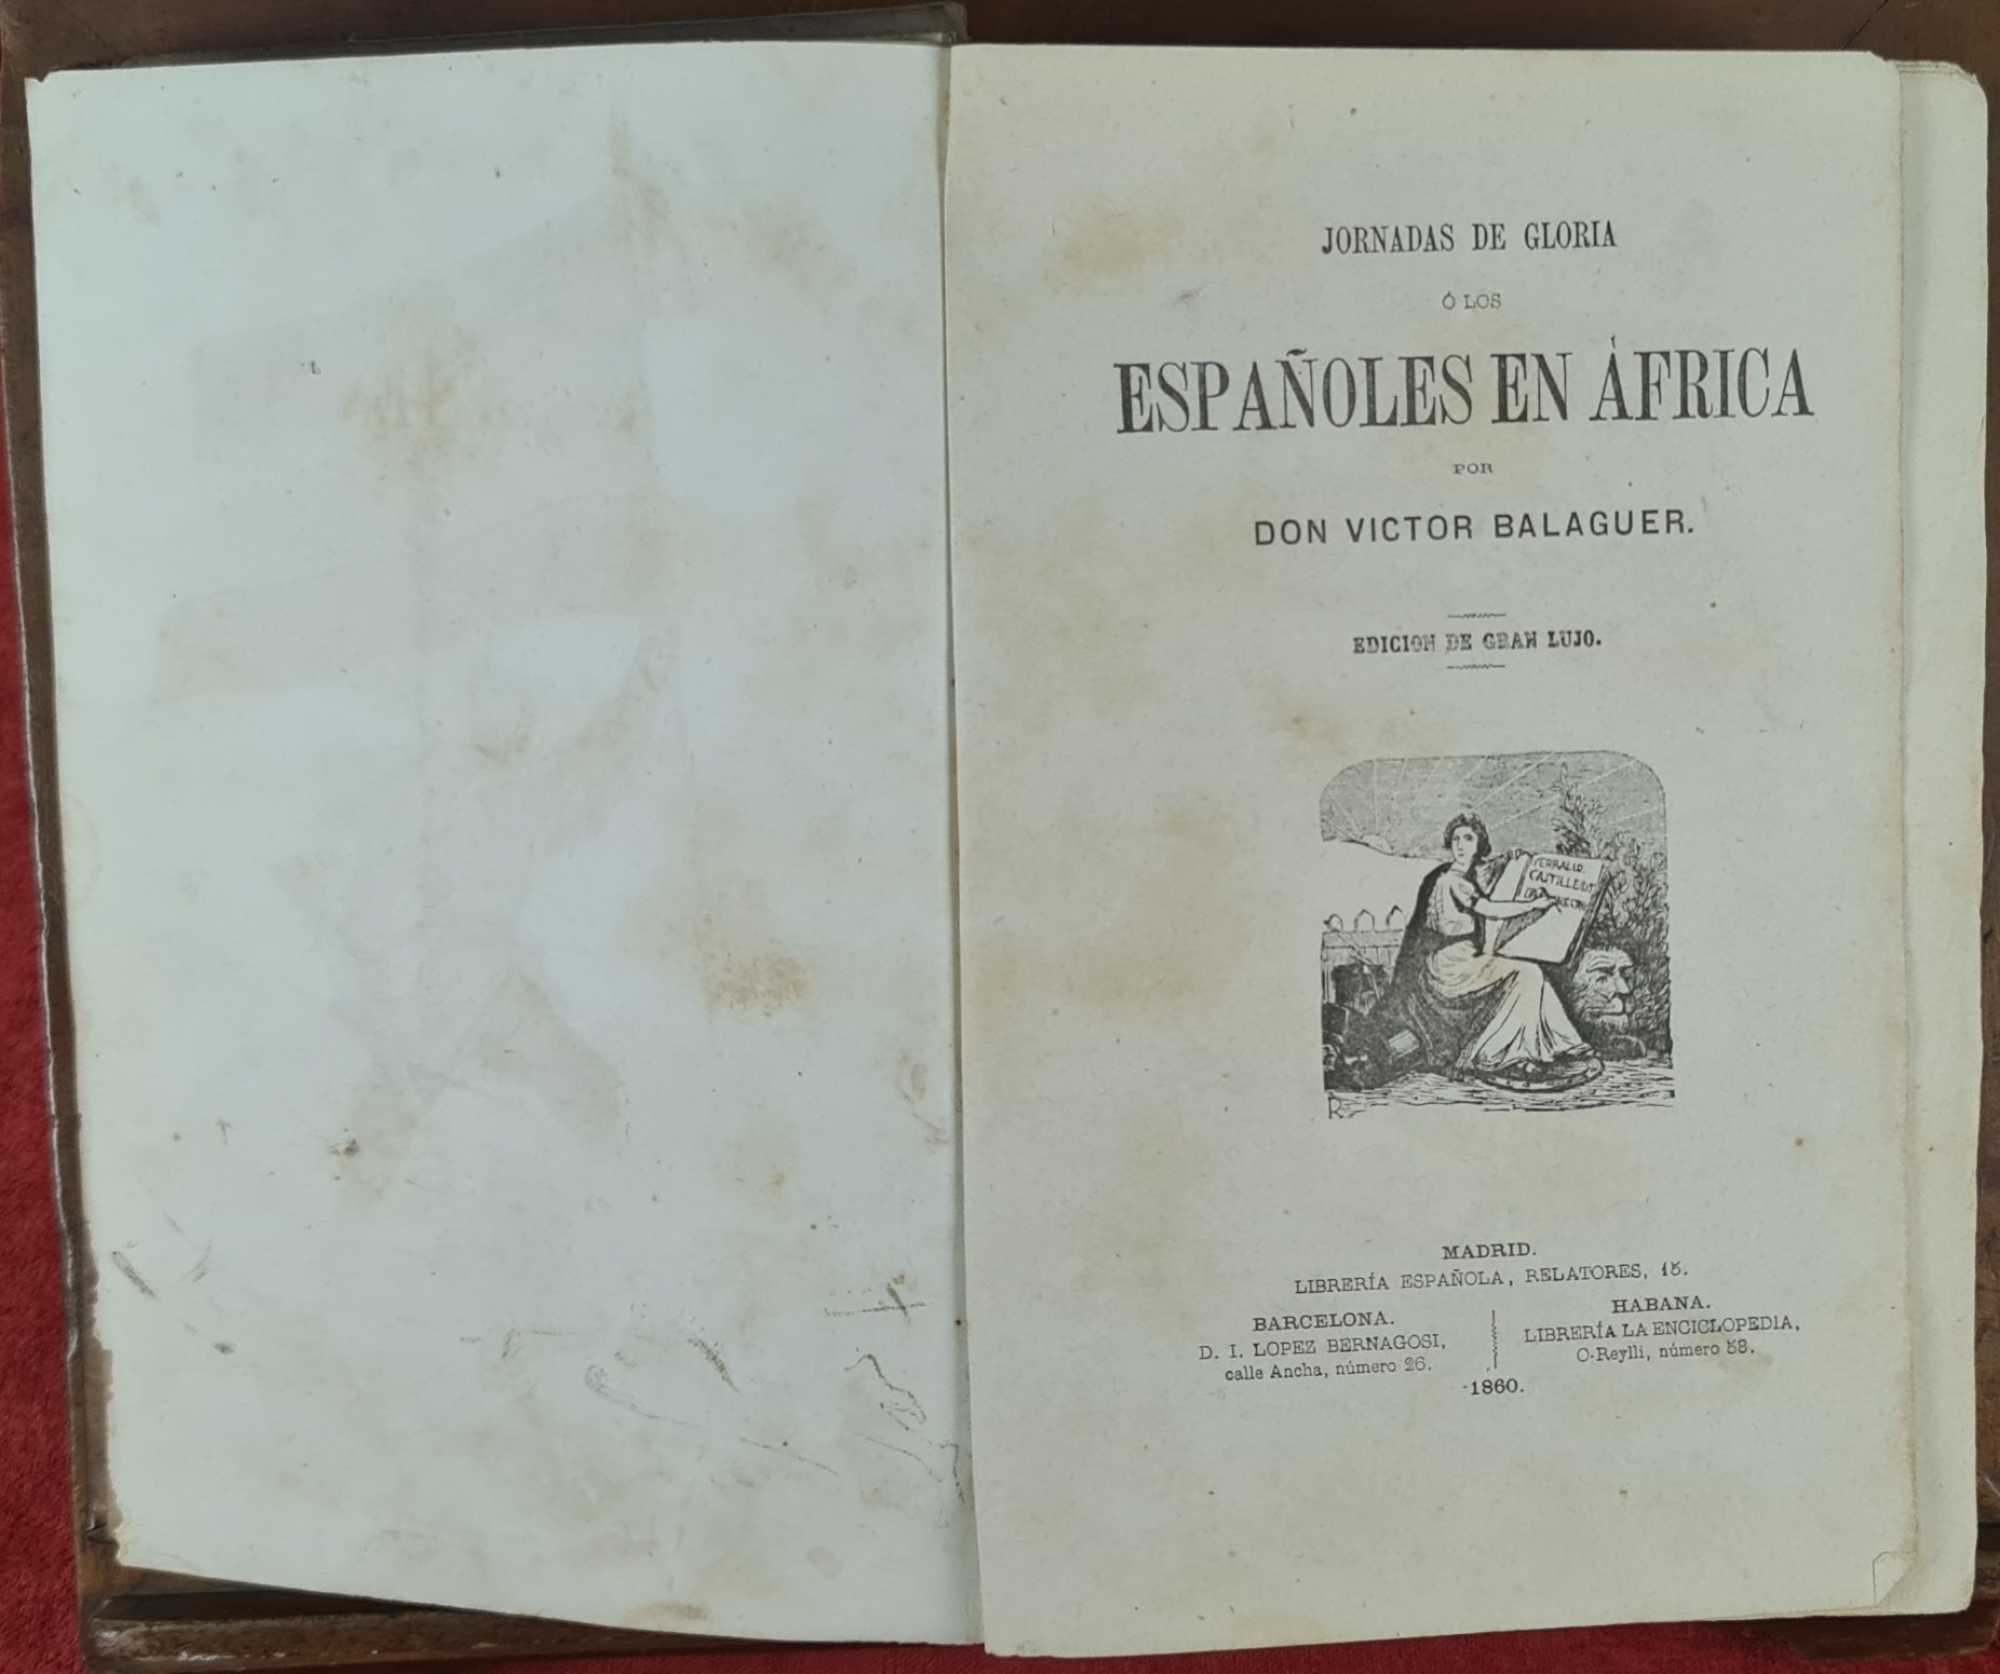 JORNADAS DE GLORIA
Ó LOS
ESPAÑOLES EN ÁFRICA
POR
DON VICTOR BALAGUER.
EDICION DE GRAN LUJO.
SERRALLO.
CASTILLEJOS
MADRID.
LIBRERÍA ESPAÑOLA, RELATORES,
BARCELONA.
D. I. LOPEZ BERNAGOSI,
calle Ancha, número 26.
HABANA.
LIBRERÍA LA ENCICLOPEDIA,
O-Reylli, número 58.
1860.